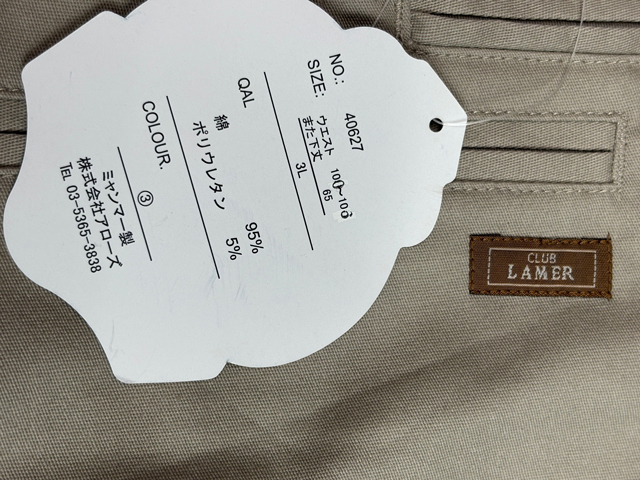 NO.: 40627
SIZE: ウエスト 100~106
また下丈 65
3L
QAL
綿 95%
ポリウレタン 5%
COLOUR. ③
ミャンマー製
株式会社アローズ
TEL 03-5365-3838
CLUB
LAMER